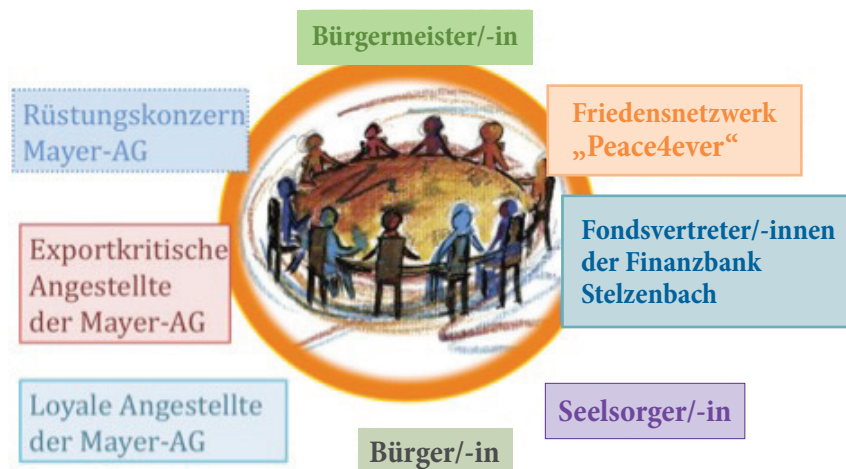 Bürgermeister/-in
Rüstungskonzern
Mayer-AG
Friedensnetzwerk
„Peace4ever“
Exportkritische
Angestellte
der Mayer-AG
Fondsvertreter/-innen
der Finanzbank
Stelzenbach
Loyale Angestellte
der Mayer-AG
Seelsorger/-in
Bürger/-in